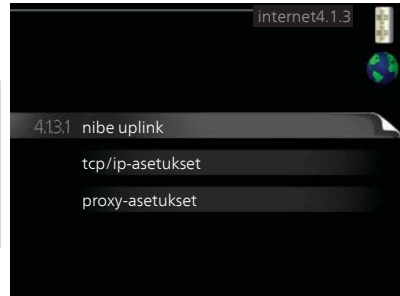 internet4.1.3
4.1.3.1 nibe uplink
tcp/ip-asetukset
proxy-asetukset